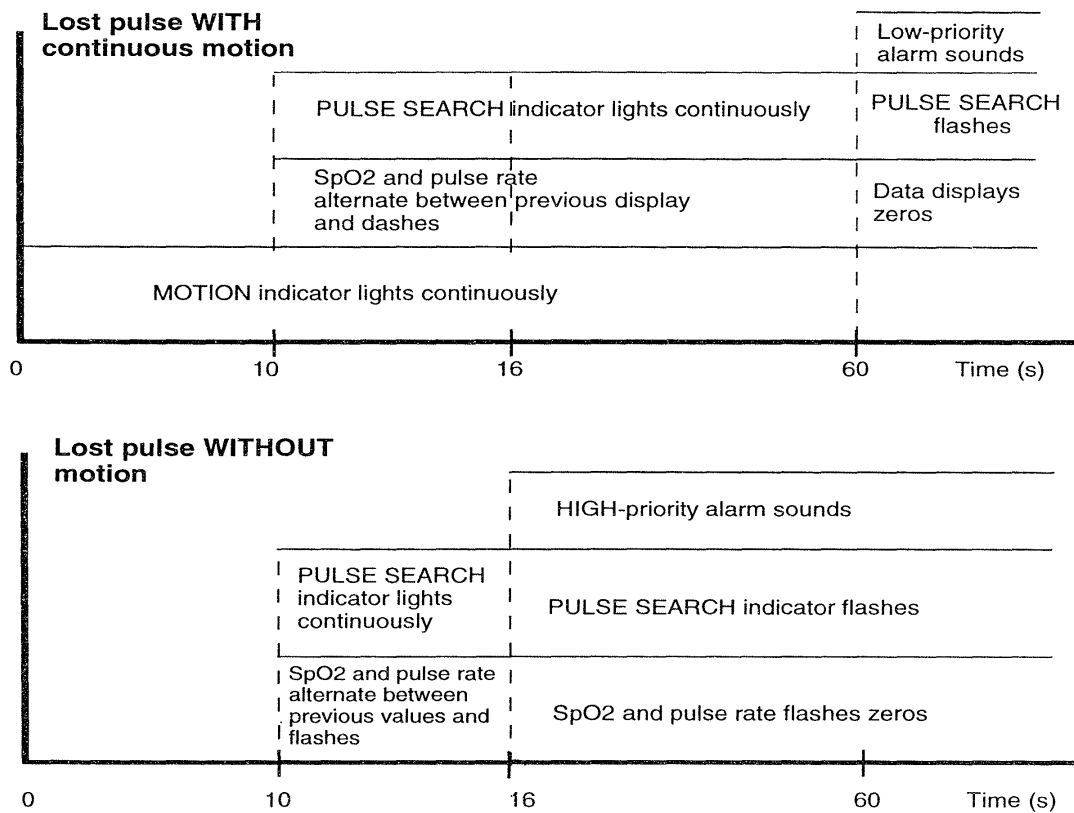 Lost pulse WITH
continuous motion
Low-priority
alarm sounds
PULSE SEARCH indicator lights continuously
PULSE SEARCH
flashes
SpO2 and pulse rate
alternate between previous display
and dashes
Data displays
zeros
MOTION indicator lights continuously
0 10 16 60 Time (s)
Lost pulse WITHOUT
motion
HIGH-priority alarm sounds
PULSE SEARCH
indicator lights
continuously
PULSE SEARCH indicator flashes
SpO2 and pulse rate
alternate between
previous values and
flashes
SpO2 and pulse rate flashes zeros
0 10 16 60 Time (s)